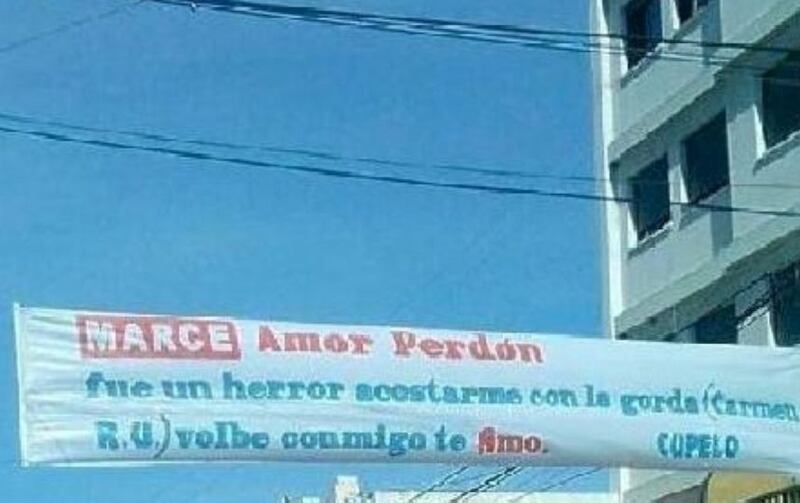 MARCE Amor Perdón
fue un herror acostarme con la gorda (Carmen
R.U.) volbe conmigo te Amo. CUPELO